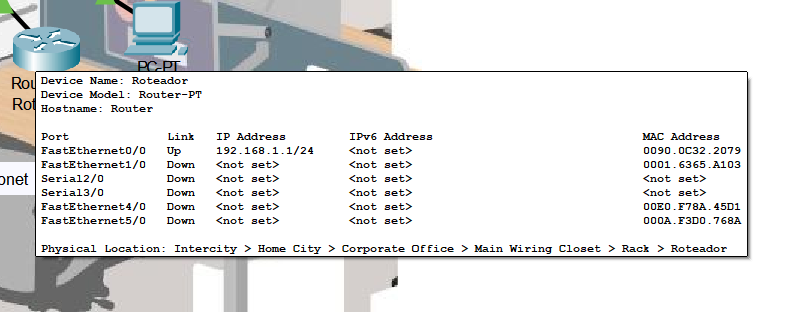 PC-PT
Rou
Rot
onet
Device Name: Roteador
Device Model: Router-PT
Hostname: Router
Port Link IP Address IPv6 Address MAC Address
FastEthernet0/0 Up 192.168.1.1/24 <not set> 0090.0C32.2079
FastEthernet1/0 Down <not set> <not set> 0001.6365.A103
Serial2/0 Down <not set> <not set> <not set>
Serial3/0 Down <not set> <not set> <not set>
FastEthernet4/0 Down <not set> <not set> 00E0.F78A.45D1
FastEthernet5/0 Down <not set> <not set> 000A.F3D0.768A
Physical Location: Intercity > Home City > Corporate Office > Main Wiring Closet > Rack > Roteador